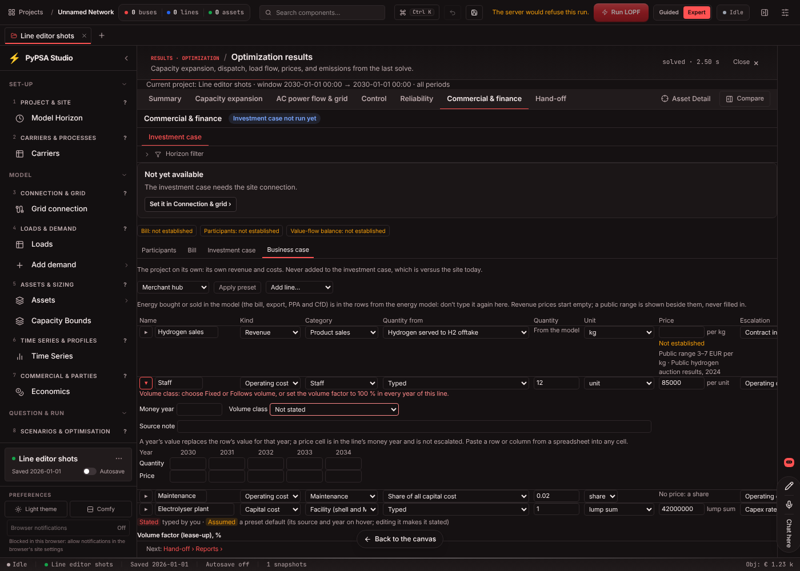 Projects / Unnamed Network
0 buses
0 lines
0 assets
Search components...
⌘ Ctrl K
The server would refuse this run.
Run LOPF
Guided
Expert
Idle
Line editor shots
PyPSA Studio
SET-UP
1 PROJECT & SITE ?
Model Horizon
2 CARRIERS & PROCESSES ?
Carriers
MODEL
3 CONNECTION & GRID ?
Grid connection
4 LOADS & DEMAND ?
Loads
Add demand
5 ASSETS & SIZING ?
Assets
Capacity Bounds
6 TIME SERIES & PROFILES ?
Time Series
7 COMMERCIAL & PARTIES ?
Economics
QUESTION & RUN
8 SCENARIOS & OPTIMISATION ?
Line editor shots
Saved 2026-01-01
Autosave
PREFERENCES
Light theme
Comfy
Browser notifications Off
Blocked in this browser: allow notifications in the browser's site settings
RESULTS · OPTIMIZATION / Optimization results
Capacity expansion, dispatch, load flow, prices, and emissions from the last solve.
solved · 2.50 s
Close
Current project: Line editor shots · window 2030-01-01 00:00 → 2030-01-01 00:00 · all periods
Summary
Capacity expansion
AC power flow & grid
Control
Reliability
Commercial & finance
Hand-off
Asset Detail
Compare
Commercial & finance
Investment case not run yet
Investment case
Horizon filter
Not yet available
The investment case needs the site connection.
Set it in Connection & grid ›
Bill: not established
Participants: not established
Value-flow balance: not established
Participants
Bill
Investment case
Business case
The project on its own: its own revenue and costs. Never added to the investment case, which is versus the site today.
Merchant hub
Apply preset
Add line...
Energy bought or sold in the model (the bill, export, PPA and CfD) is in the rows from the energy model: don't type it again here. Revenue prices start empty; a public range is shown beside them, never filled in.
Name Kind Category Quantity from Quantity Unit Price Escalation
Hydrogen sales Revenue Product sales Hydrogen served to H2 offtake From the model kg per kg Contract in
Not established
Public range 3–7 EUR per kg · Public hydrogen auction results, 2024
Staff Operating cost Staff Typed 12 unit 85000 per unit Operating
Volume class: choose Fixed or Follows volume, or set the volume factor to 100 % in every year of this line.
Money year
Volume class Not stated
Source note
A year's value replaces the row's value for that year; a price cell is in the line's money year and is not escalated. Paste a row or column from a spreadsheet into any cell.
Year 2030 2031 2032 2033 2034
Quantity
Price
Maintenance Operating cost Maintenance Share of all capital cost 0.02 share No price: a share Operating
Electrolyser plant Capital cost Facility (shell and M Typed 1 lump sum 42000000 lump sum Capex rate
Stated typed by you · Assumed a preset default (its source and year on hover; editing it makes it stated)
Volume factor (lease-up), %
Back to the canvas
Next: Hand-off › Reports ›
Chat here
Idle
Line editor shots
Saved 2026-01-01
Autosave off
1 snapshots
Obj: € 1.23 k